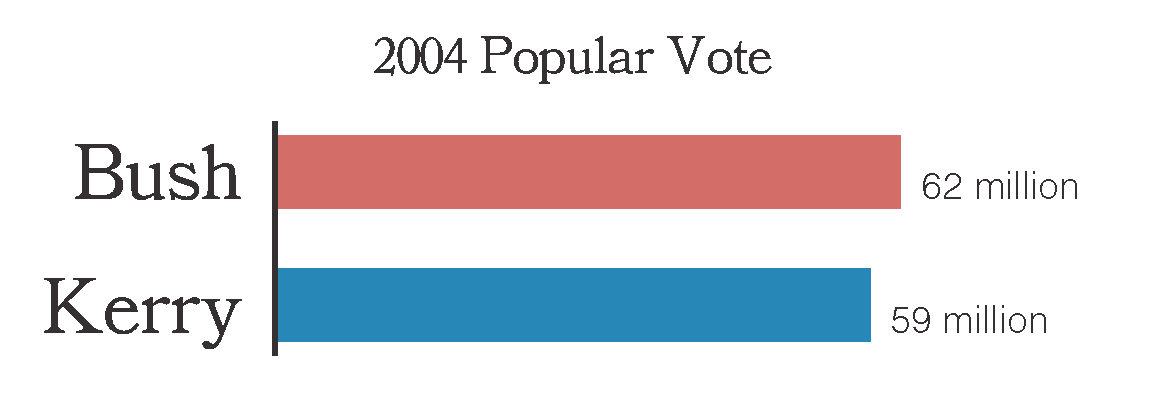 2004 Popular Vote
Bush
62 million
Kerry
59 million